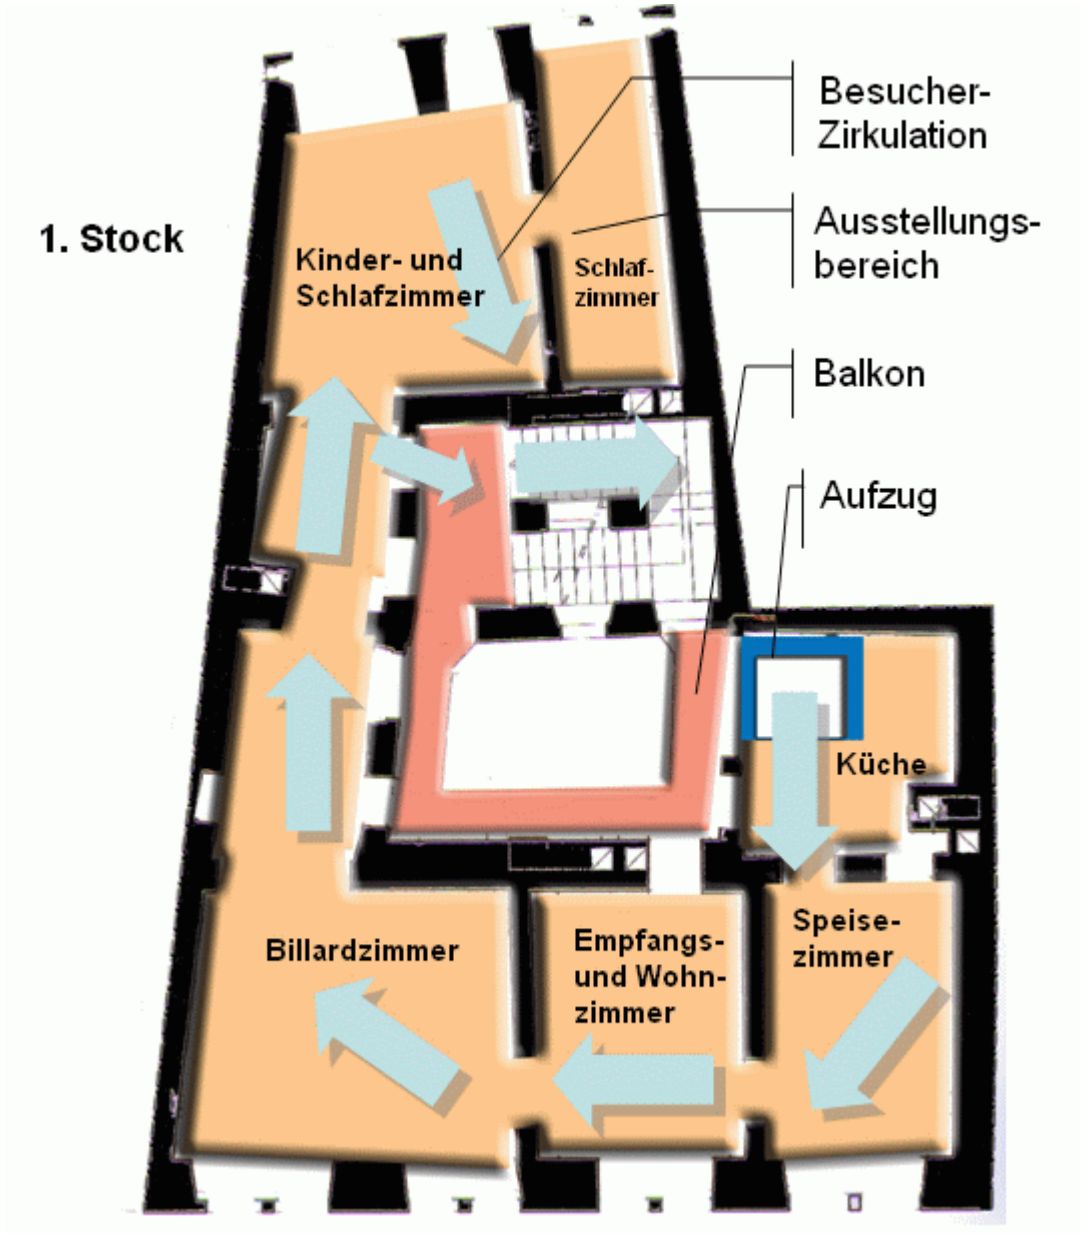 Besucher-
Zirkulation
1. Stock
Ausstellungs-
bereich
Kinder- und
Schlafzimmer
Schlaf-
zimmer
Balkon
Aufzug
Küche
Billardzimmer
Empfangs-
und Wohn-
zimmer
Speise-
zimmer